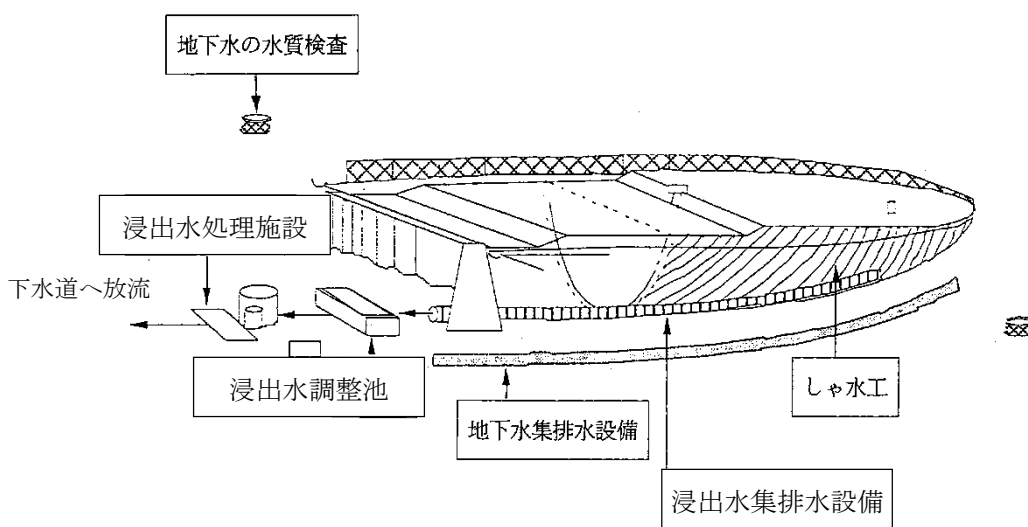 地下水の水質検査
浸出水処理施設
下水道へ放流
浸出水調整池
地下水集排水設備
しゃ水工
浸出水集排水設備